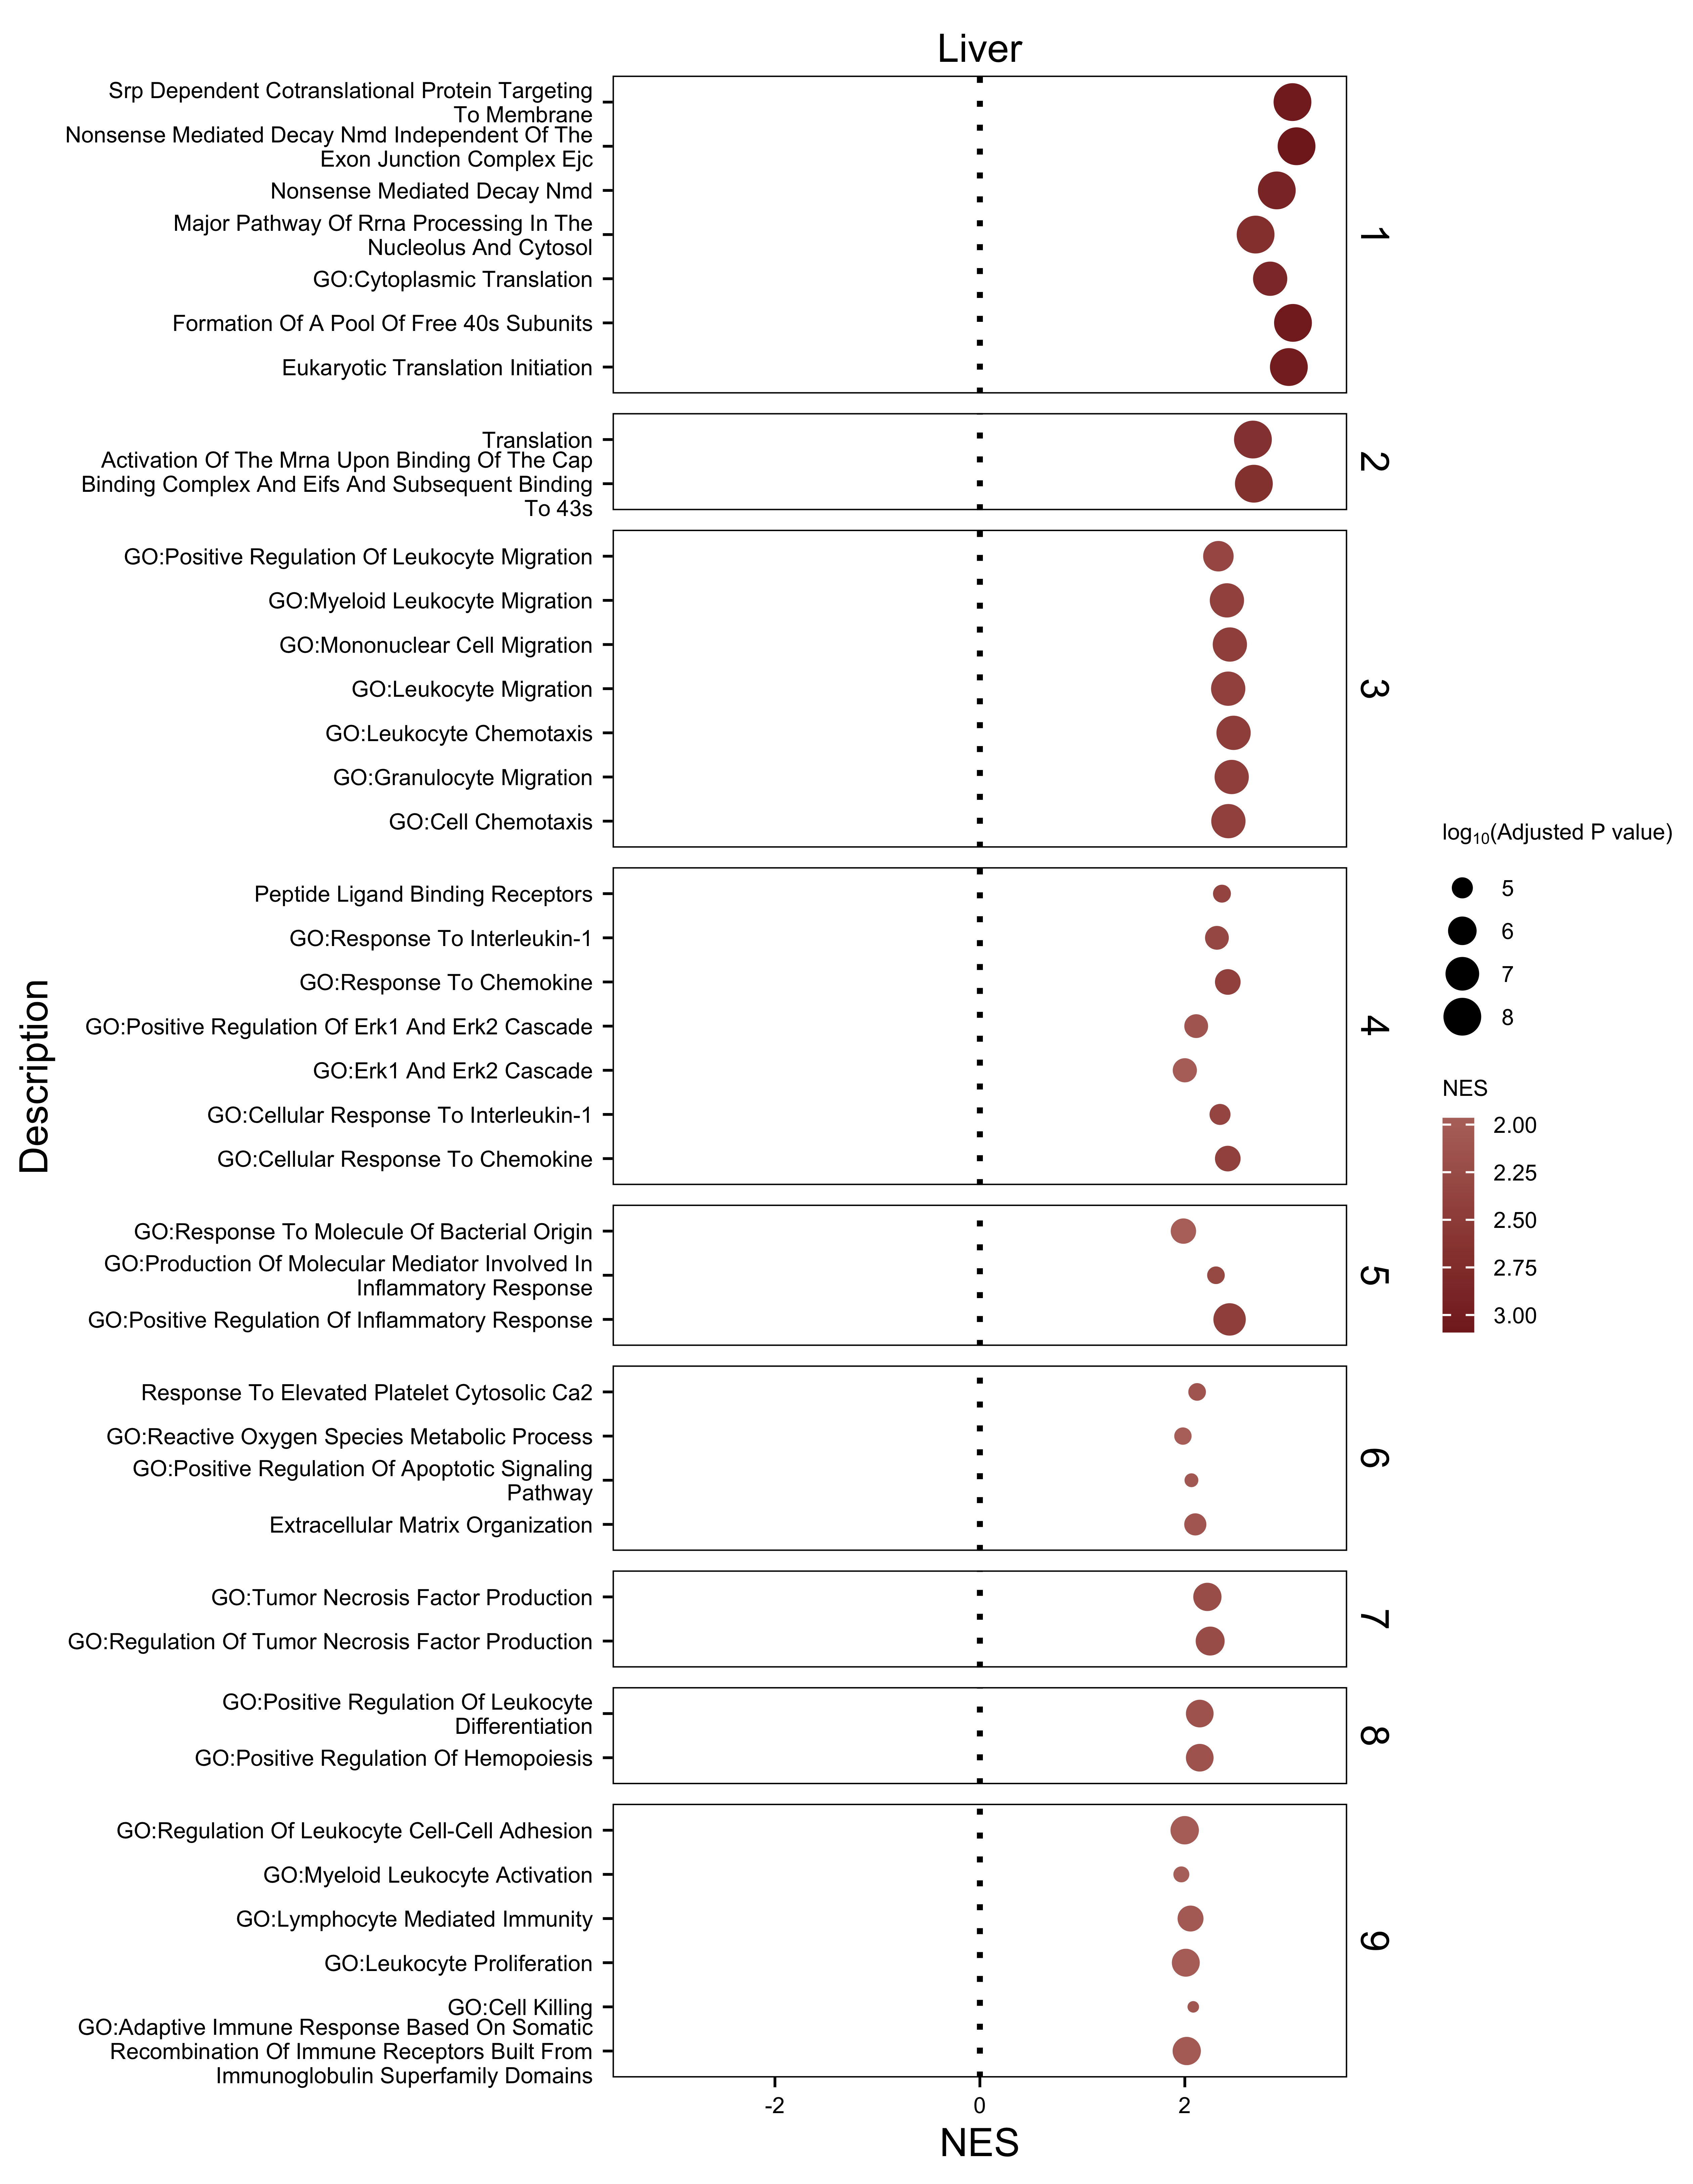 Liver
Srp Dependent Cotranslational Protein Targeting
To Membrane
Nonsense Mediated Decay Nmd Independent Of The
Exon Junction Complex Ejc
Nonsense Mediated Decay Nmd
Major Pathway Of Rrna Processing In The
Nucleolus And Cytosol
GO:Cytoplasmic Translation
Formation Of A Pool Of Free 40s Subunits
Eukaryotic Translation Initiation
1
Translation
Activation Of The Mrna Upon Binding Of The Cap
Binding Complex And Eifs And Subsequent Binding
To 43s
2
GO:Positive Regulation Of Leukocyte Migration
GO:Myeloid Leukocyte Migration
GO:Mononuclear Cell Migration
GO:Leukocyte Migration
GO:Leukocyte Chemotaxis
GO:Granulocyte Migration
GO:Cell Chemotaxis
3
Peptide Ligand Binding Receptors
GO:Response To Interleukin-1
GO:Response To Chemokine
GO:Positive Regulation Of Erk1 And Erk2 Cascade
GO:Erk1 And Erk2 Cascade
GO:Cellular Response To Interleukin-1
GO:Cellular Response To Chemokine
4
GO:Response To Molecule Of Bacterial Origin
GO:Production Of Molecular Mediator Involved In
Inflammatory Response
GO:Positive Regulation Of Inflammatory Response
5
Response To Elevated Platelet Cytosolic Ca2
GO:Reactive Oxygen Species Metabolic Process
GO:Positive Regulation Of Apoptotic Signaling
Pathway
Extracellular Matrix Organization
6
GO:Tumor Necrosis Factor Production
GO:Regulation Of Tumor Necrosis Factor Production
7
GO:Positive Regulation Of Leukocyte
Differentiation
GO:Positive Regulation Of Hemopoiesis
8
GO:Regulation Of Leukocyte Cell-Cell Adhesion
GO:Myeloid Leukocyte Activation
GO:Lymphocyte Mediated Immunity
GO:Leukocyte Proliferation
GO:Cell Killing
GO:Adaptive Immune Response Based On Somatic
Recombination Of Immune Receptors Built From
Immunoglobulin Superfamily Domains
9
-2 0 2
NES
Description
log₁₀(Adjusted P value)
5
6
7
8
NES
2.00
2.25
2.50
2.75
3.00